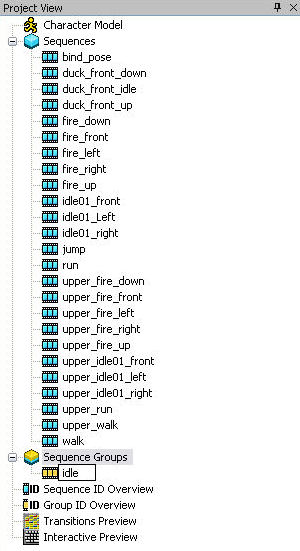 Project View
Character Model
Sequences
bind_pose
duck_front_down
duck_front_idle
duck_front_up
fire_down
fire_front
fire_left
fire_right
fire_up
idle01_front
idle01_Left
idle01_right
jump
run
upper_fire_down
upper_fire_front
upper_fire_left
upper_fire_right
upper_fire_up
upper_idle01_front
upper_idle01_left
upper_idle01_right
upper_run
upper_walk
walk
Sequence Groups
idle
ID Sequence ID Overview
ID Group ID Overview
Transitions Preview
Interactive Preview